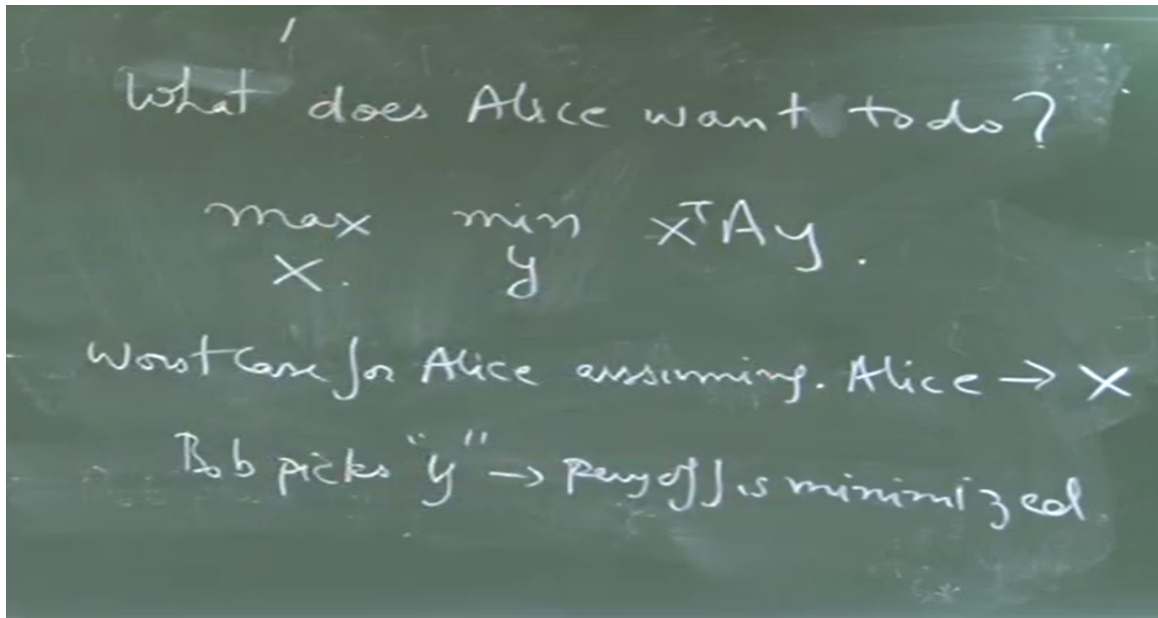 What does Alice want to do?
max min xᵀAy.
x. y
Worst case for Alice assuming. Alice → x
Bob picks "y" → Payoff is minimized